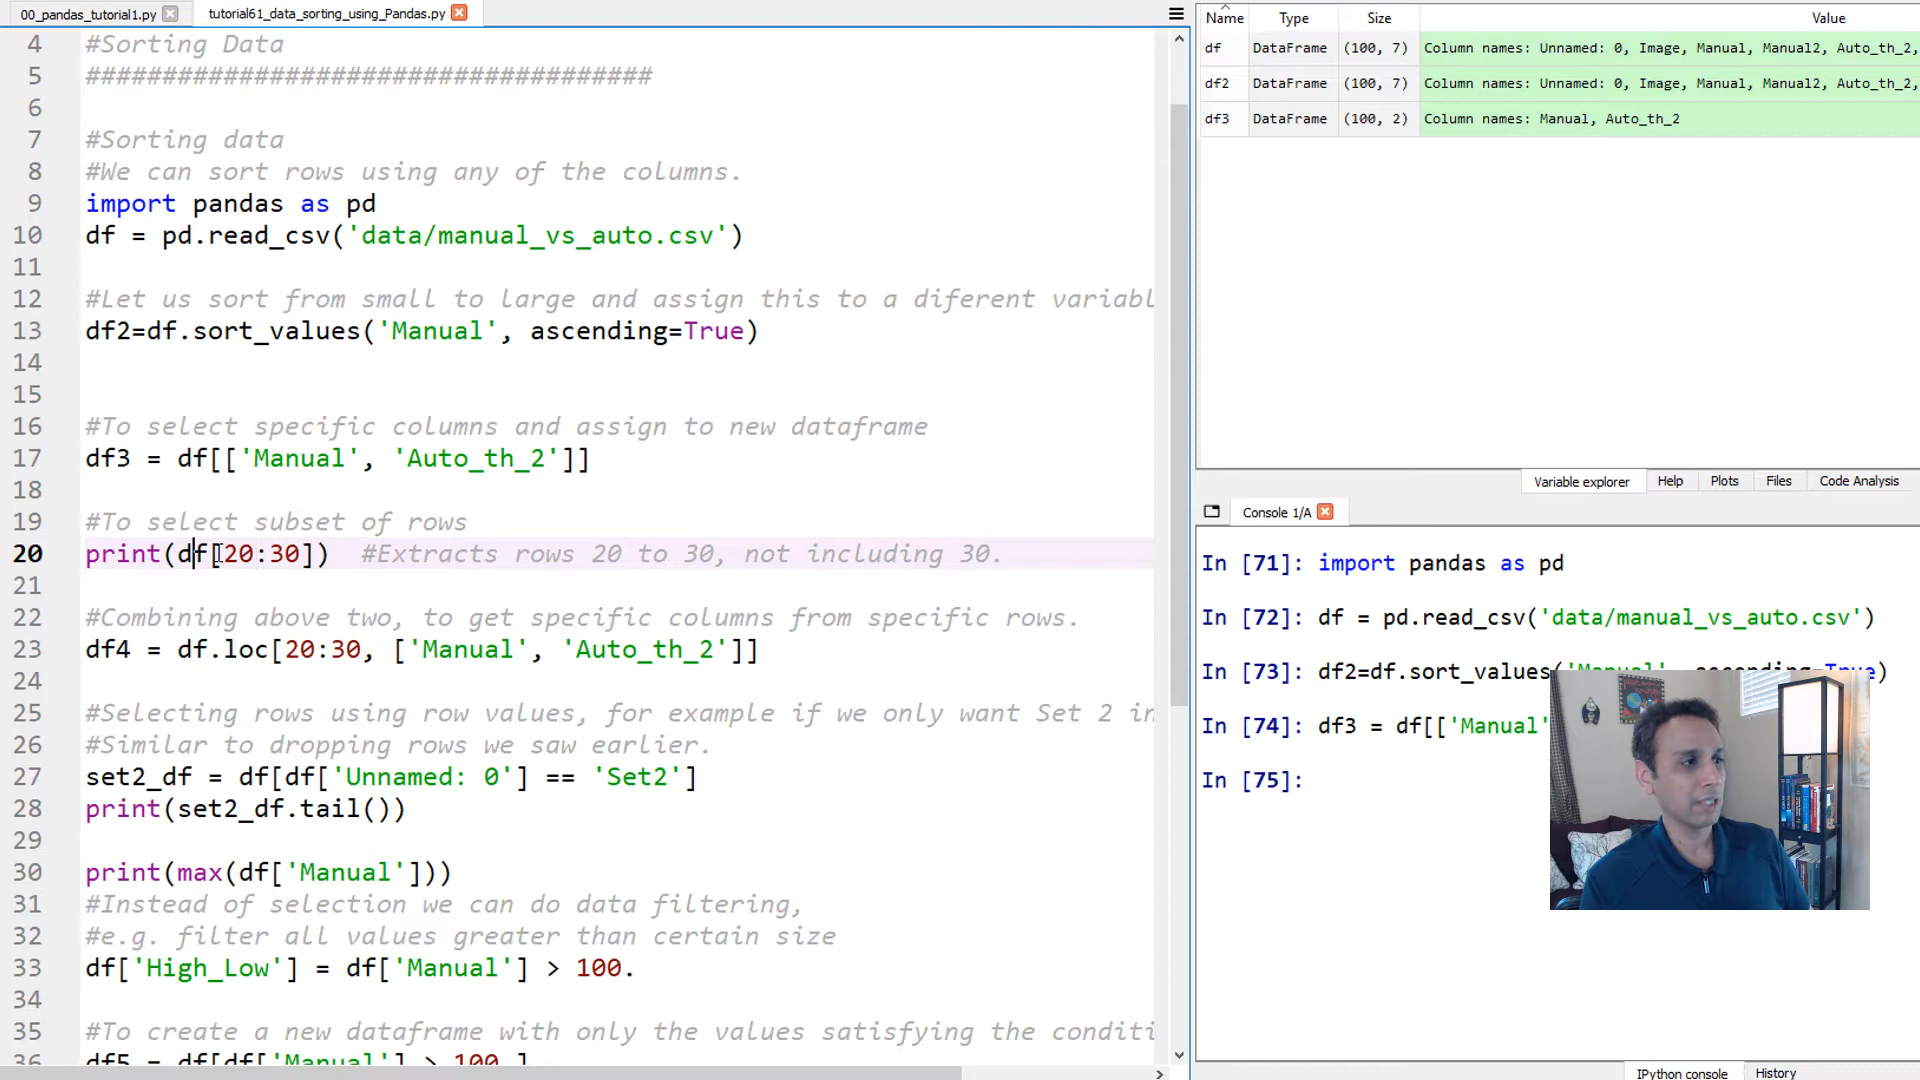 00_pandas_tutorial1.py
tutorial61_data_sorting_using_Pandas.py
4 #Sorting Data
5 #####################################
6
7 #Sorting data
8 #We can sort rows using any of the columns.
9 import pandas as pd
10 df = pd.read_csv('data/manual_vs_auto.csv')
11
12 #Let us sort from small to large and assign this to a diferent variabl
13 df2=df.sort_values('Manual', ascending=True)
14
15
16 #To select specific columns and assign to new dataframe
17 df3 = df[['Manual', 'Auto_th_2']]
18
19 #To select subset of rows
20 print(df[20:30]) #Extracts rows 20 to 30, not including 30.
21
22 #Combining above two, to get specific columns from specific rows.
23 df4 = df.loc[20:30, ['Manual', 'Auto_th_2']]
24
25 #Selecting rows using row values, for example if we only want Set 2 in
26 #Similar to dropping rows we saw earlier.
27 set2_df = df[df['Unnamed: 0'] == 'Set2']
28 print(set2_df.tail())
29
30 print(max(df['Manual']))
31 #Instead of selection we can do data filtering,
32 #e.g. filter all values greater than certain size
33 df['High_Low'] = df['Manual'] > 100.
34
35 #To create a new dataframe with only the values satisfying the conditi
36 df5 = df[df['Manual'] > 100.]
Name Type Size Value
df DataFrame (100, 7) Column names: Unnamed: 0, Image, Manual, Manual2, Auto_th_2,
df2 DataFrame (100, 7) Column names: Unnamed: 0, Image, Manual, Manual2, Auto_th_2,
df3 DataFrame (100, 2) Column names: Manual, Auto_th_2
Variable explorer Help Plots Files Code Analysis
Console 1/A
In [71]: import pandas as pd
In [72]: df = pd.read_csv('data/manual_vs_auto.csv')
In [73]: df2=df.sort_values('Manual', ascending=True)
In [74]: df3 = df[['Manual'
In [75]:
IPython console History